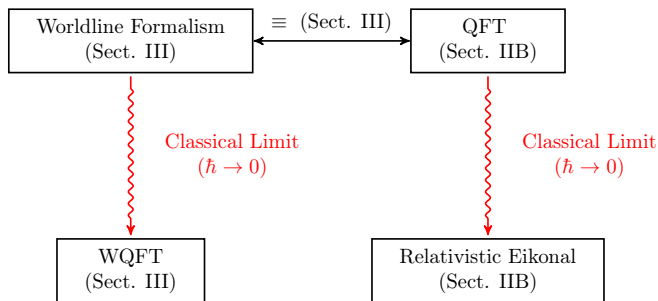 Worldline Formalism
(Sect. III)
≡ (Sect. III)
QFT
(Sect. IIB)
Classical Limit
(ℏ → 0)
Classical Limit
(ℏ → 0)
WQFT
(Sect. III)
Relativistic Eikonal
(Sect. IIB)